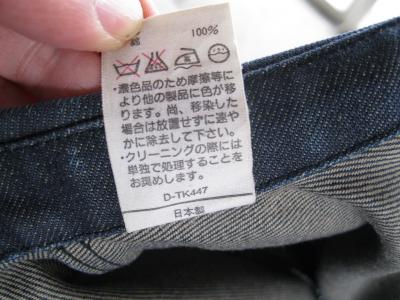 綿 100%
・濃色品のため摩擦等に
より他の製品に色が移
ります。尚、移染した
場合は放置せずに速や
かに除去して下さい。
・クリーニングの際には
単独で処理することを
お奨めします。
D-TK447
日本製